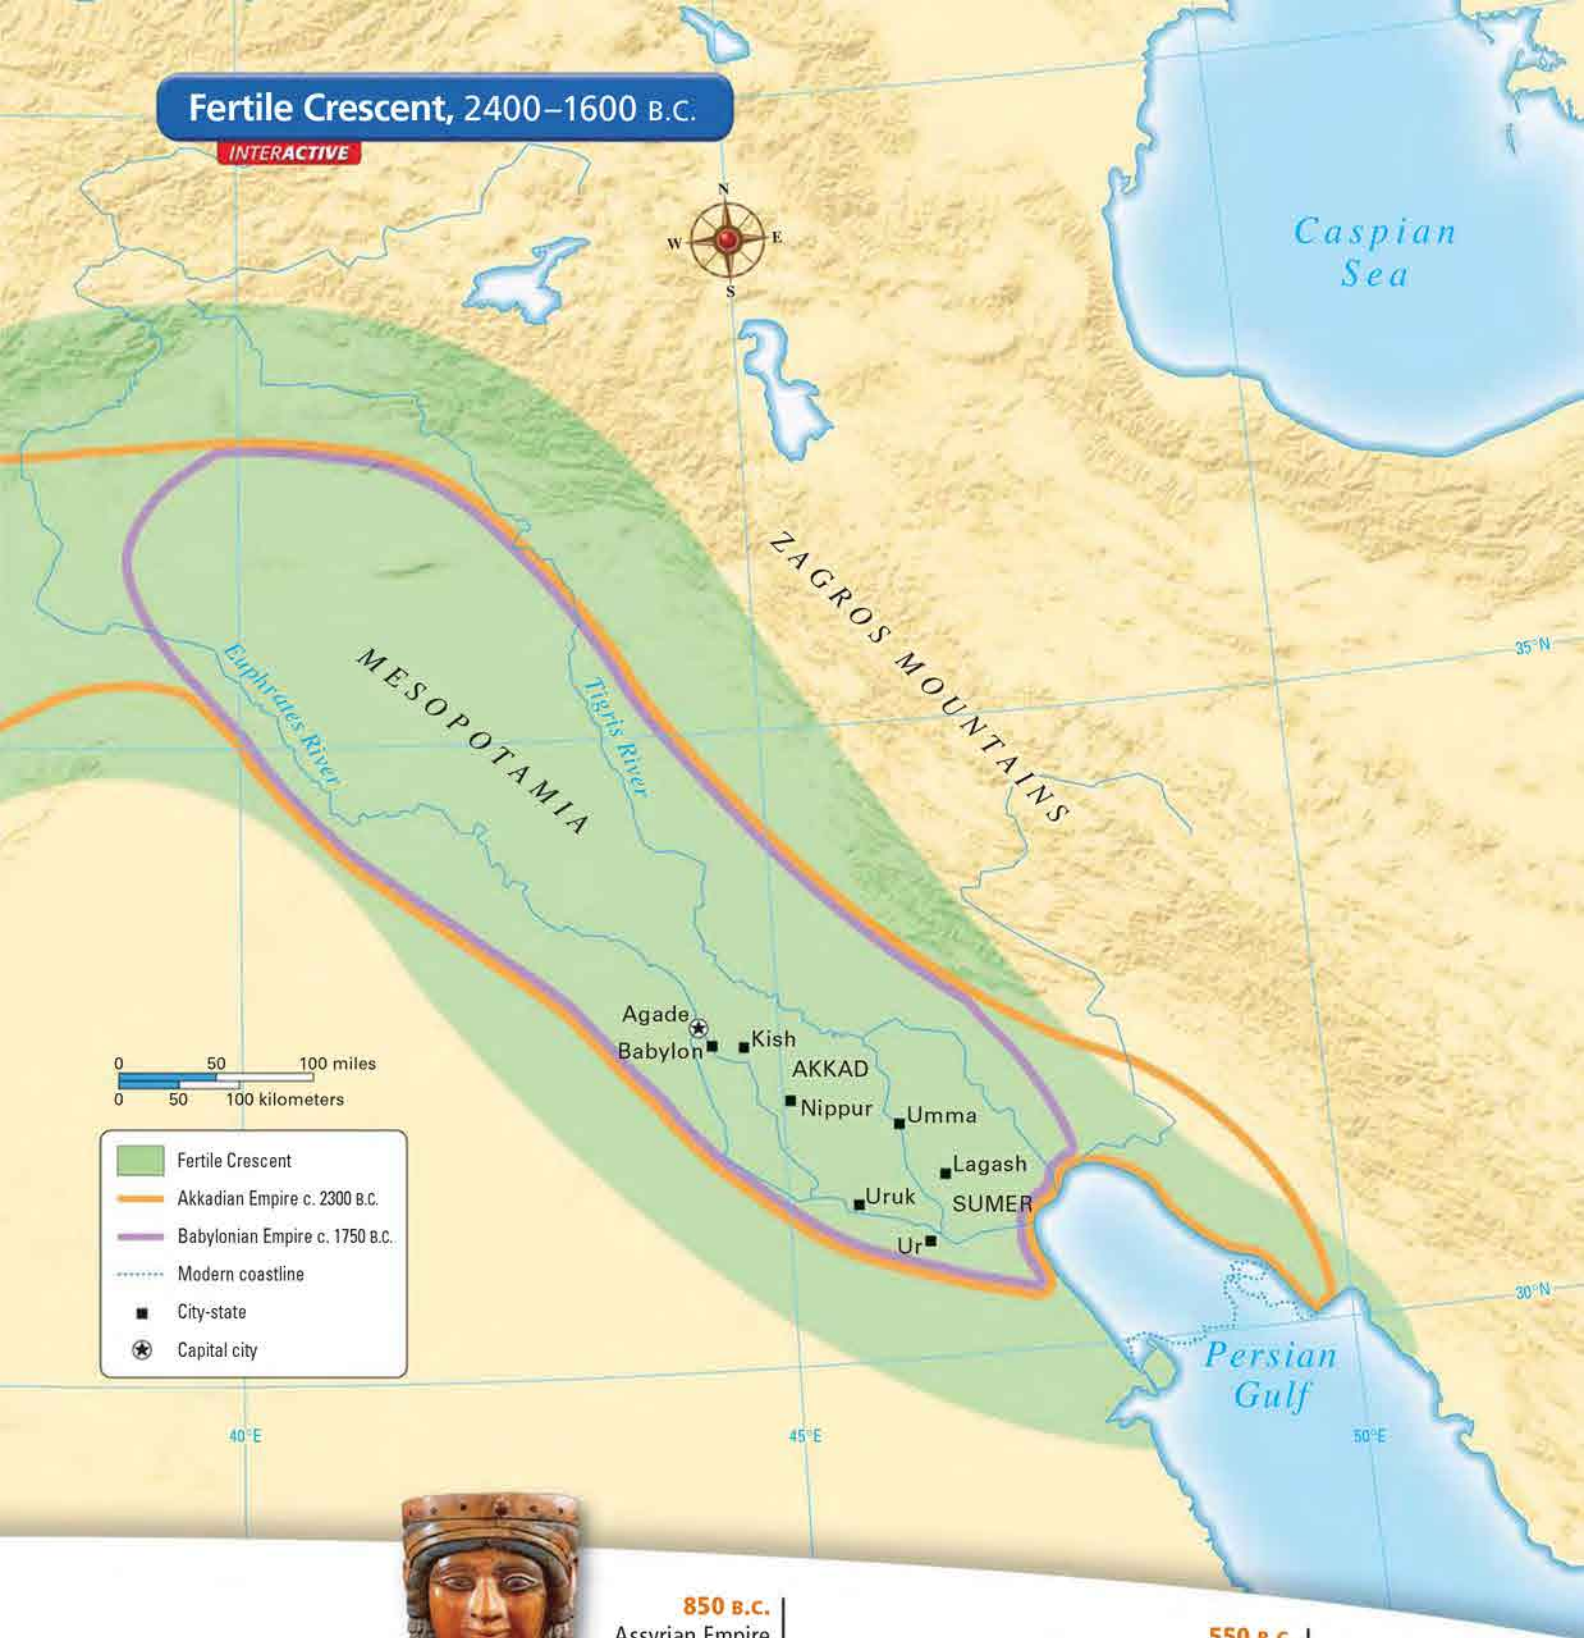 Fertile Crescent, 2400–1600 B.C.
INTERACTIVE
N
W E
S
Caspian
Sea
ZAGROS MOUNTAINS
35°N
MESOPOTAMIA
Euphrates River
Tigris River
Agade
Babylon
Kish
AKKAD
Nippur
Umma
Lagash
Uruk
SUMER
Ur
0 50 100 miles
0 50 100 kilometers
Fertile Crescent
Akkadian Empire c. 2300 B.C.
Babylonian Empire c. 1750 B.C.
Modern coastline
City-state
Capital city
30°N
Persian
Gulf
40°E
45°E
50°E
850 B.C.
Assyrian Empire
550 B.C.